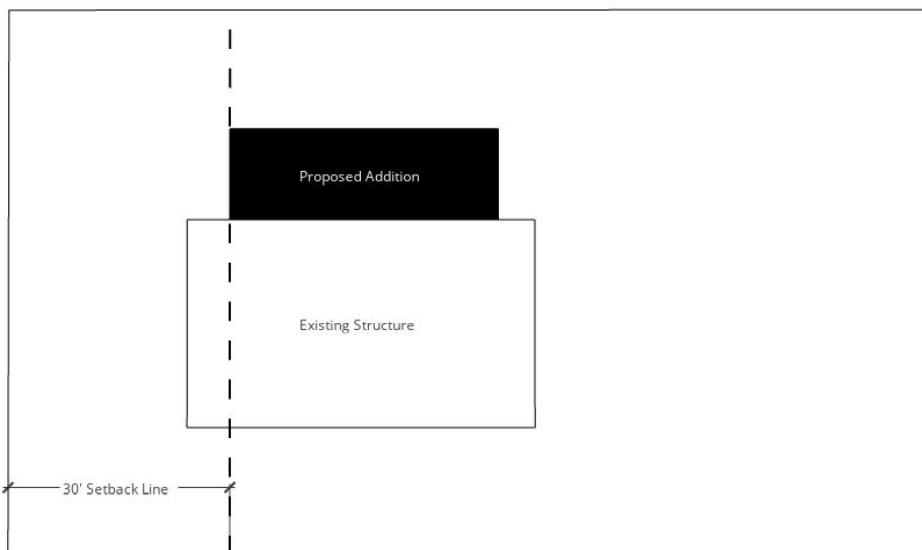 Proposed Addition
Existing Structure
30' Setback Line